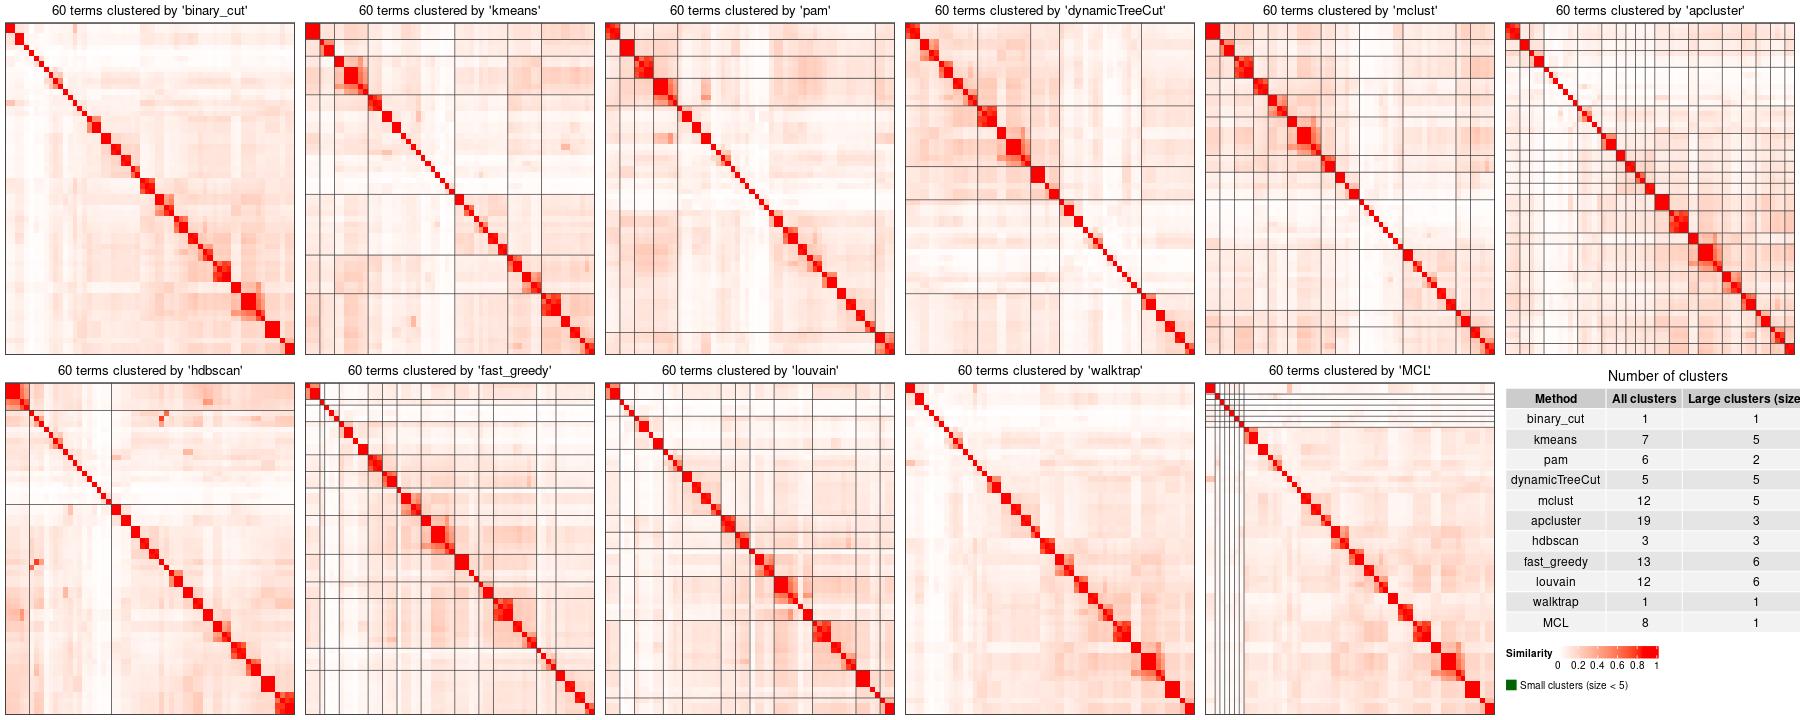 60 terms clustered by 'binary_cut'
60 terms clustered by 'kmeans'
60 terms clustered by 'pam'
60 terms clustered by 'dynamicTreeCut'
60 terms clustered by 'mclust'
60 terms clustered by 'apcluster'
60 terms clustered by 'hdbscan'
60 terms clustered by 'fast_greedy'
60 terms clustered by 'louvain'
60 terms clustered by 'walktrap'
60 terms clustered by 'MCL'
Number of clusters
Method All clusters Large clusters (size
binary_cut 1 1
kmeans 7 5
pam 6 2
dynamicTreeCut 5 5
mclust 12 5
apcluster 19 3
hdbscan 3 3
fast_greedy 13 6
louvain 12 6
walktrap 1 1
MCL 8 1
Similarity
0 0.2 0.4 0.6 0.8 1
Small clusters (size < 5)